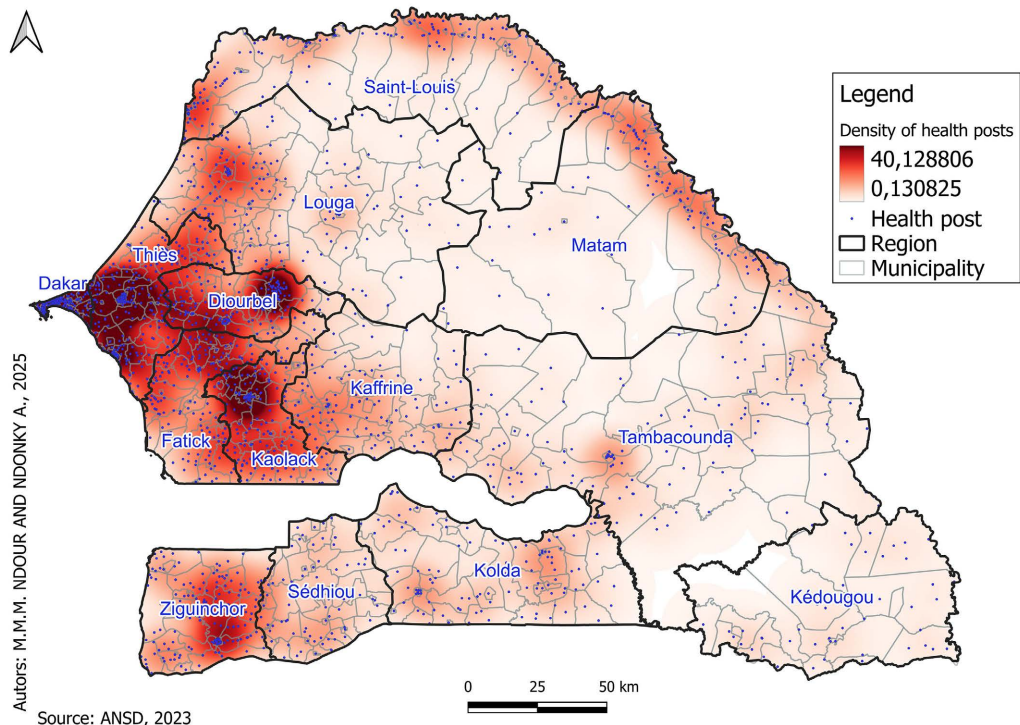 Saint-Louis
Louga
Matam
Thiès
Dakar
Diourbel
Kaffrine
Fatick
Kaolack
Tambacounda
Ziguinchor
Sédhiou
Kolda
Kédougou
Legend
Density of health posts
40,128806
0,130825
Health post
Region
Municipality
0 25 50 km
Autors: M.M.M. NDOUR AND NDONKY A., 2025
Source: ANSD, 2023